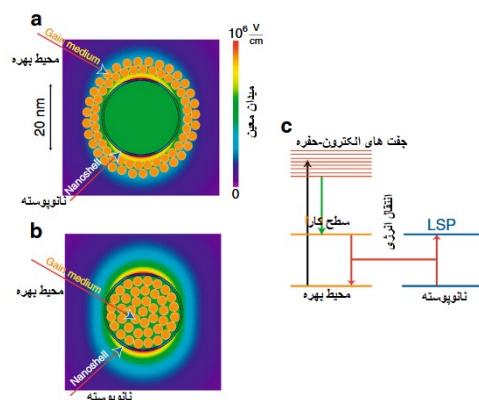 a
Gain medium
محیط بهره
20 nm
Nanoshell
نانوپوسته
10⁶ V/cm
میدان معین
0
b
Gain medium
محیط بهره
Nanoshell
نانوپوسته
c
جفت های الکترون-حفره
سطح کارا
انتقال انرژی
LSP
محیط بهره
نانوپوسته